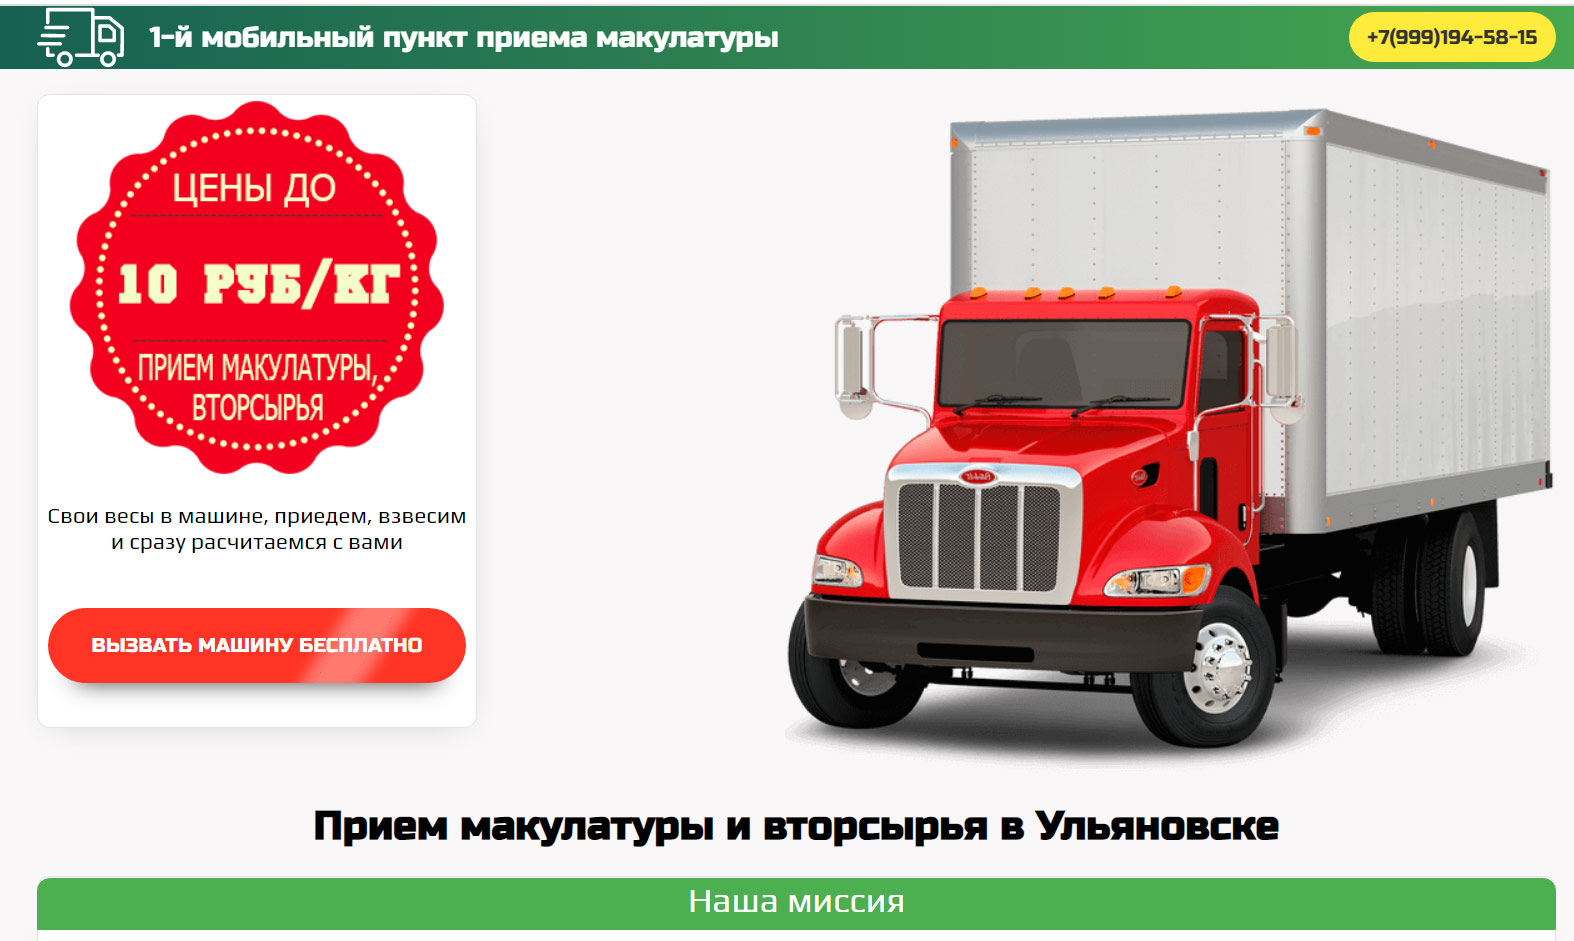 1-й мобильный пункт приема макулатуры
+7(999)194-58-15
ЦЕНЫ ДО
10 РУБ/КГ
ПРИЕМ МАКУЛАТУРЫ,
ВТОРСЫРЬЯ
Свои весы в машине, приедем, взвесим
и сразу расчитаемся с вами
ВЫЗВАТЬ МАШИНУ БЕСПЛАТНО
Прием макулатуры и вторсырья в Ульяновске
Наша миссия